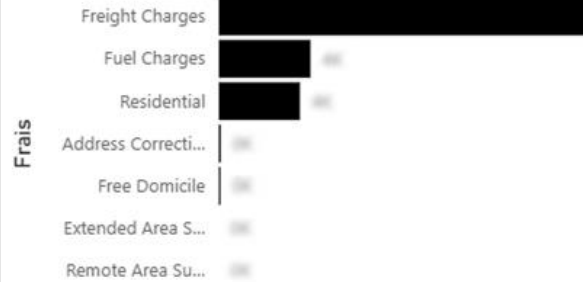 Freight Charges
Fuel Charges
Residential
Address Correcti...
Free Domicile
Extended Area S...
Remote Area Su...
Frais